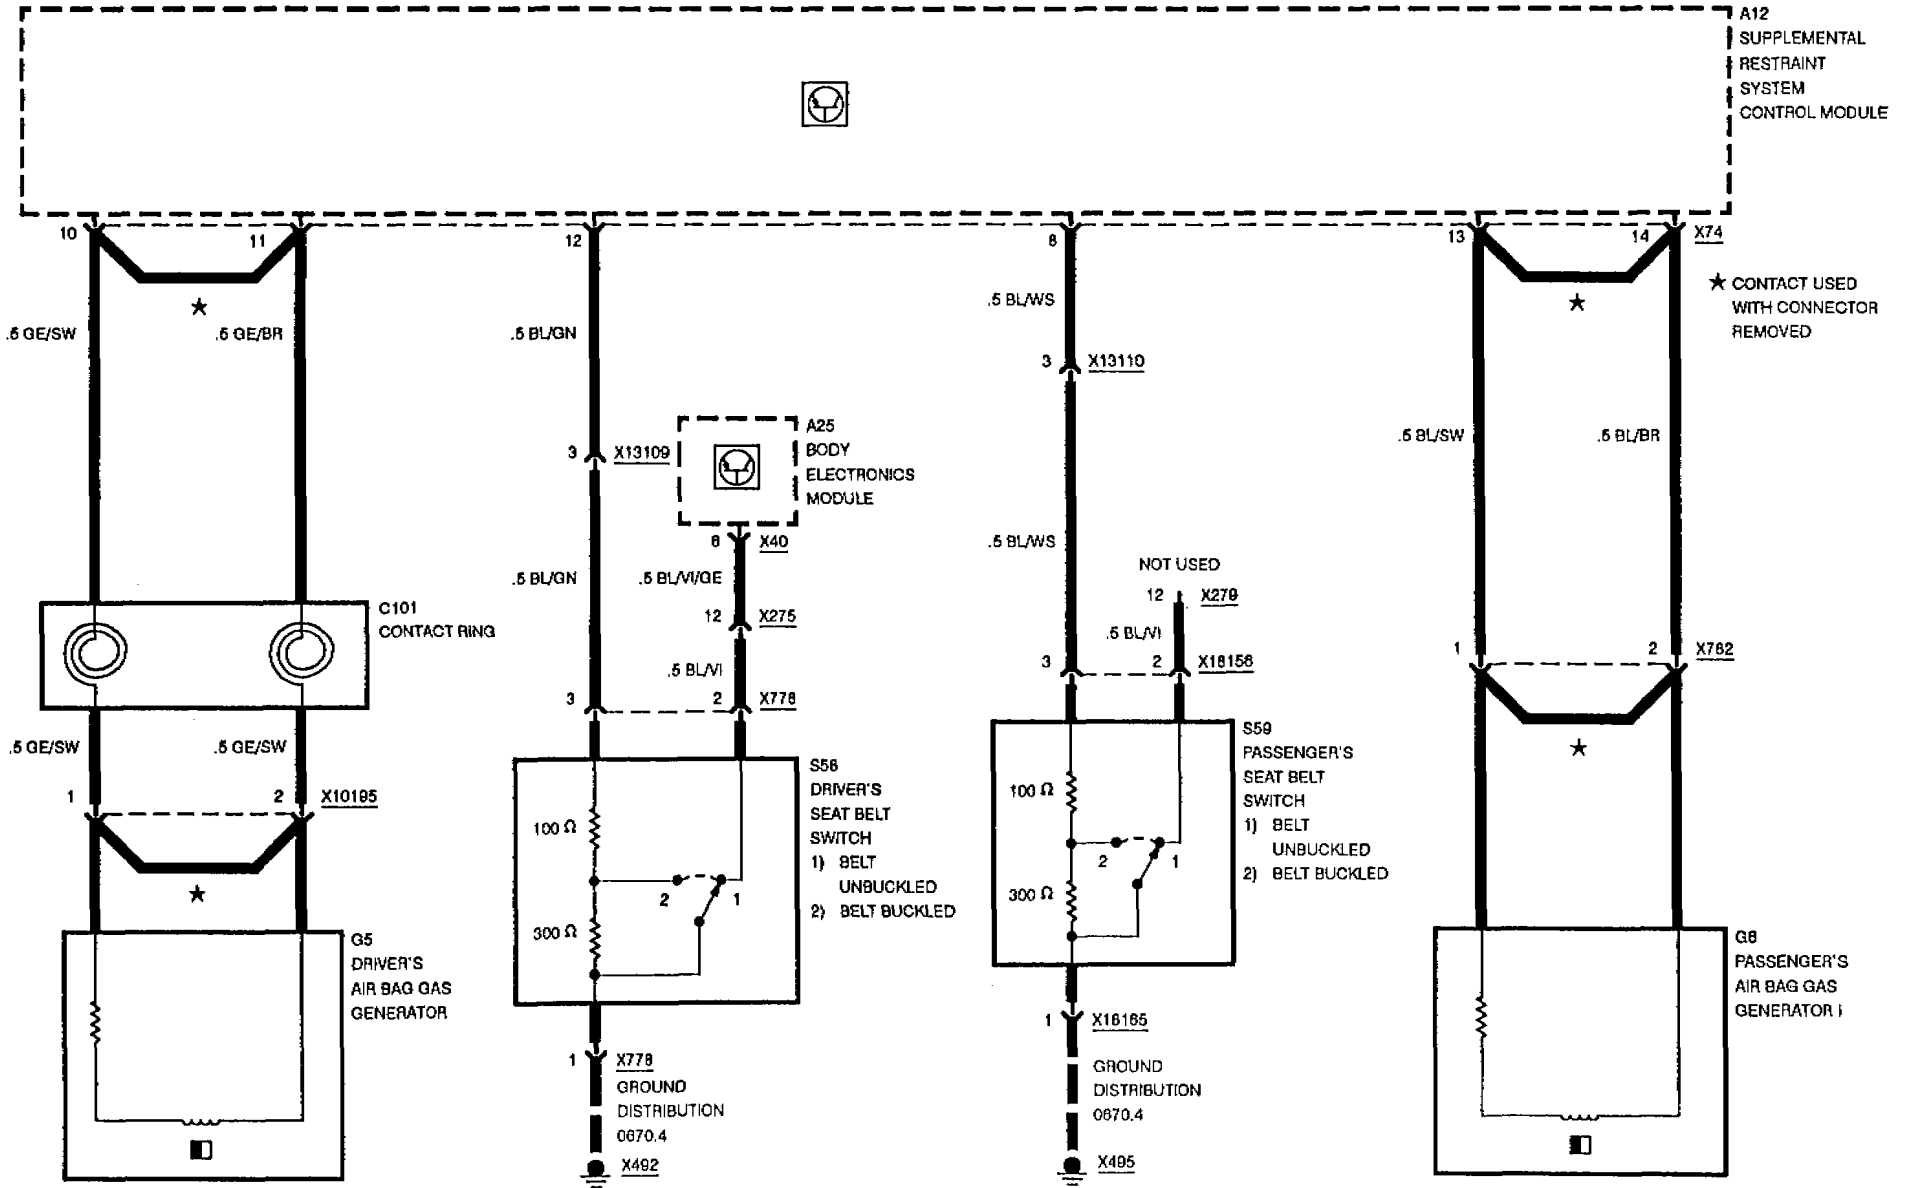 A12
SUPPLEMENTAL
RESTRAINT
SYSTEM
CONTROL MODULE
10
11
12
8
13
14
X74
★ CONTACT USED
WITH CONNECTOR
REMOVED
★
★
.5 GE/SW
.5 GE/BR
.5 BL/GN
.5 BL/WS
3
X13110
.5 BL/SW
.5 BL/BR
3
X13109
A25
BODY
ELECTRONICS
MODULE
8
X40
.5 BL/GN
.5 BL/VI/GE
.5 BL/WS
NOT USED
12
X279
12
X275
.5 BL/VI
C101
CONTACT RING
.5 BL/VI
3
2
X18156
1
2
X782
3
2
X778
.5 GE/SW
.5 GE/SW
1
2
X10195
★
★
S58
DRIVER'S
SEAT BELT
SWITCH
1) BELT
UNBUCKLED
2) BELT BUCKLED
100 Ω
2
1
300 Ω
S59
PASSENGER'S
SEAT BELT
SWITCH
1) BELT
UNBUCKLED
2) BELT BUCKLED
100 Ω
2
1
300 Ω
G5
DRIVER'S
AIR BAG GAS
GENERATOR
G6
PASSENGER'S
AIR BAG GAS
GENERATOR I
1
X778
GROUND
DISTRIBUTION
0670.4
X492
1
X18165
GROUND
DISTRIBUTION
0670.4
X495